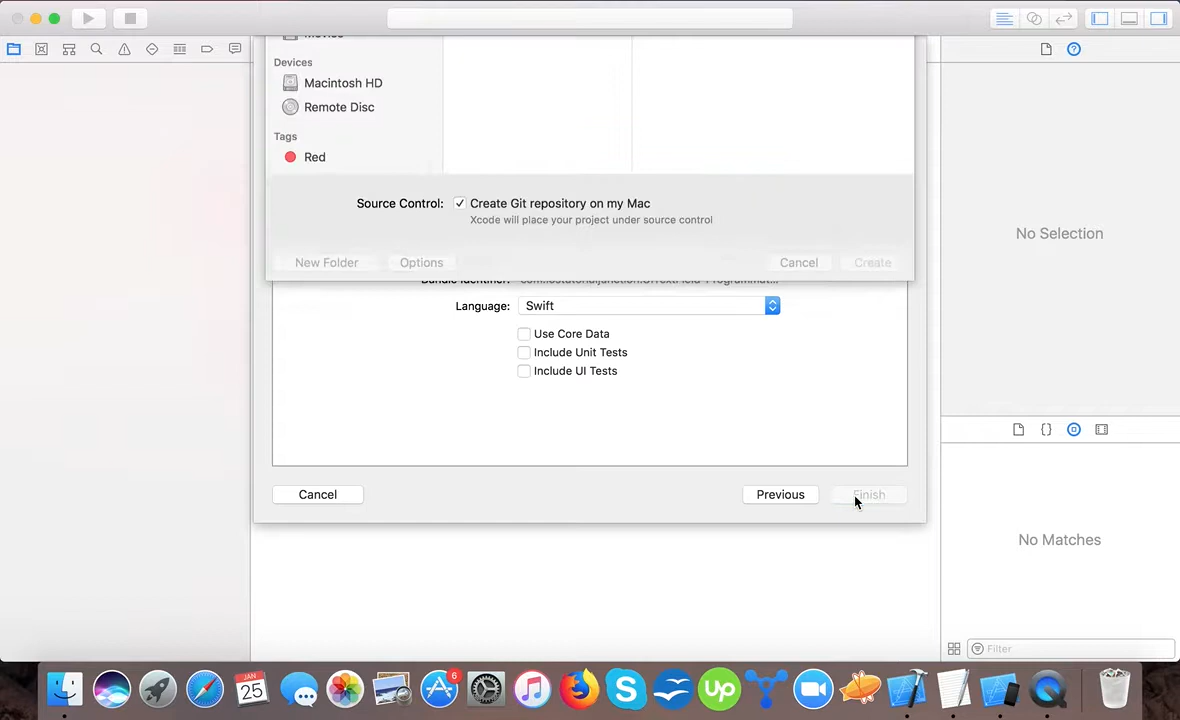 Devices
Macintosh HD
Remote Disc
Tags
Red
Source Control: Create Git repository on my Mac
Xcode will place your project under source control
New Folder Options Cancel Create
Language: Swift
Use Core Data
Include Unit Tests
Include UI Tests
Cancel Previous Finish
No Selection
No Matches
Filter
JAN
25
6
Up